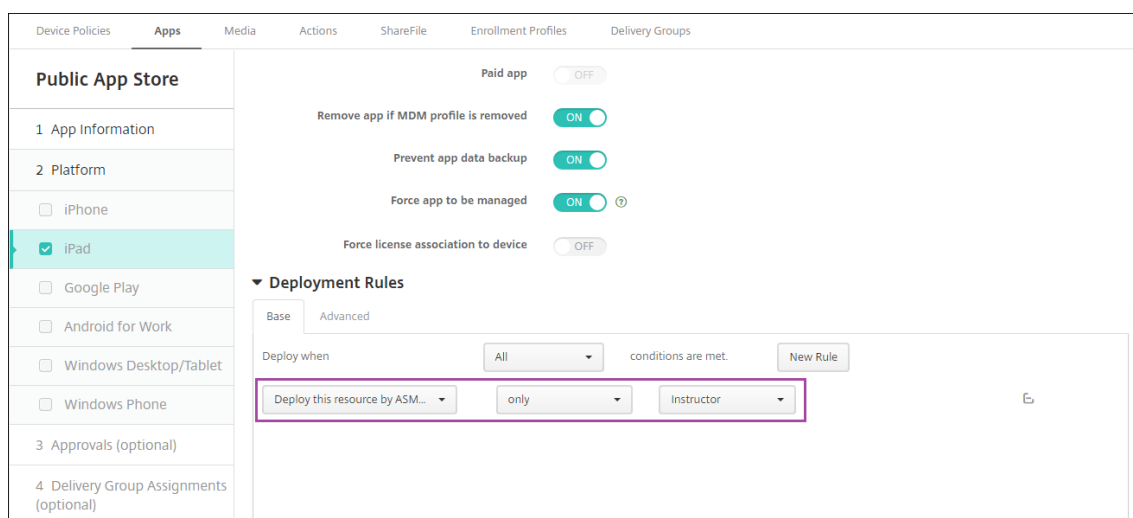 Device Policies Apps Media Actions ShareFile Enrollment Profiles Delivery Groups
Public App Store
1 App Information
2 Platform
iPhone
iPad
Google Play
Android for Work
Windows Desktop/Tablet
Windows Phone
3 Approvals (optional)
4 Delivery Group Assignments
(optional)
Paid app OFF
Remove app if MDM profile is removed ON
Prevent app data backup ON
Force app to be managed ON ?
Force license association to device OFF
Deployment Rules
Base Advanced
Deploy when All conditions are met. New Rule
Deploy this resource by ASM... only Instructor